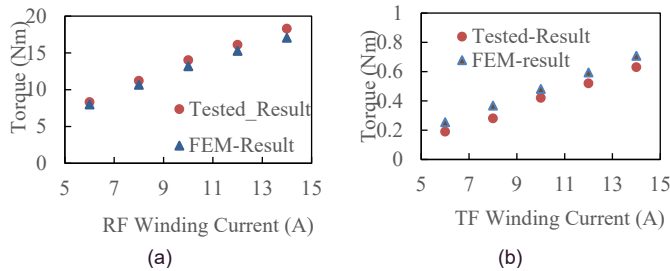 20
15
10
5
0
Torque (Nm)
Tested_Result
FEM-Result
5 7 9 11 13 15
RF Winding Current (A)
(a)
1
0.8
0.6
0.4
0.2
0
Torque (Nm)
Tested-Result
FEM-result
5 7 9 11 13 15
TF Winding Current (A)
(b)